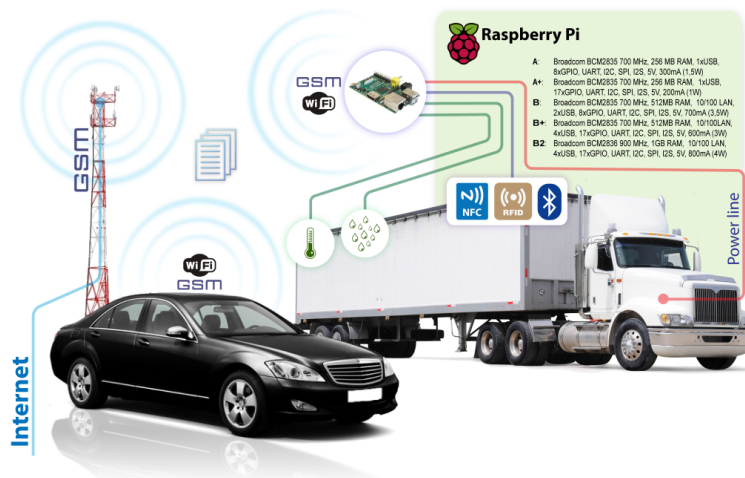 Raspberry Pi
A: Broadcom BCM2835 700 MHz, 256 MB RAM, 1xUSB,
8xGPIO, UART, I2C, SPI, I2S, 5V, 300mA (1,5W)
A+: Broadcom BCM2835 700 MHz, 256 MB RAM, 1xUSB,
17xGPIO, UART, I2C, SPI, I2S, 5V, 200mA (1W)
B: Broadcom BCM2835 700 MHz, 512MB RAM, 10/100 LAN,
2xUSB, 8xGPIO, UART, I2C, SPI, I2S, 5V, 700mA (3,5W)
B+: Broadcom BCM2835 700 MHz, 512MB RAM, 10/100LAN,
4xUSB, 17xGPIO, UART, I2C, SPI, I2S, 5V, 600mA (3W)
B2: Broadcom BCM2836 900 MHz, 1GB RAM, 10/100 LAN,
4xUSB, 17xGPIO, UART, I2C, SPI, I2S, 5V, 800mA (4W)
GSM
Wi Fi
GSM
NFC
RFID
Power line
Wi Fi
GSM
Internet